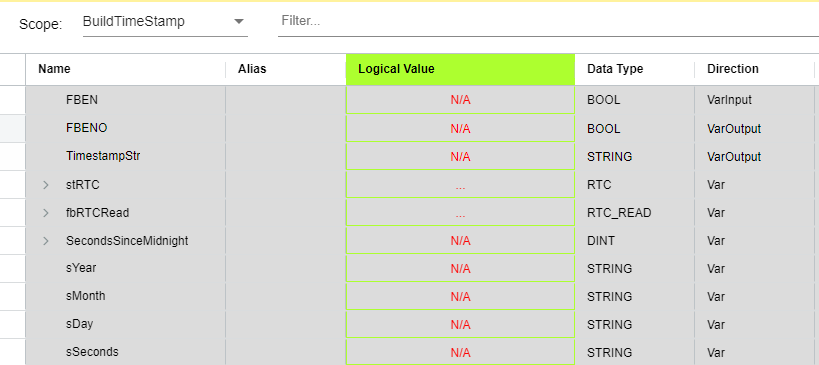 Scope: BuildTimeStamp Filter...
Name Alias Logical Value Data Type Direction
FBEN N/A BOOL VarInput
FBENO N/A BOOL VarOutput
TimestampStr N/A STRING VarOutput
stRTC ... RTC Var
fbRTCRead ... RTC_READ Var
SecondsSinceMidnight N/A DINT Var
sYear N/A STRING Var
sMonth N/A STRING Var
sDay N/A STRING Var
sSeconds N/A STRING Var